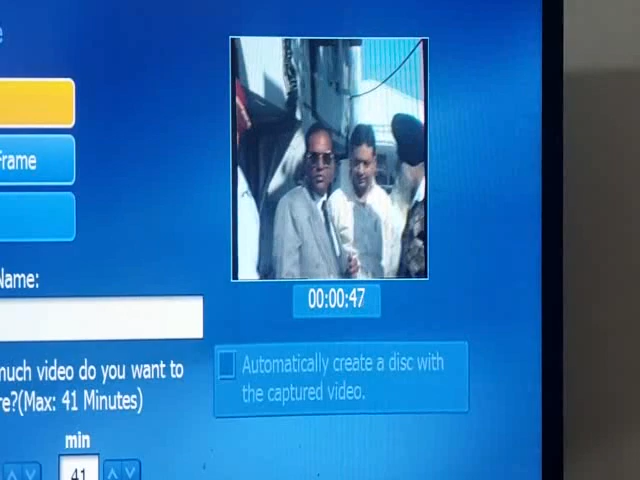 Frame
Name:
00:00:47
much video do you want to
re?(Max: 41 Minutes)
Automatically create a disc with
the captured video.
min
41